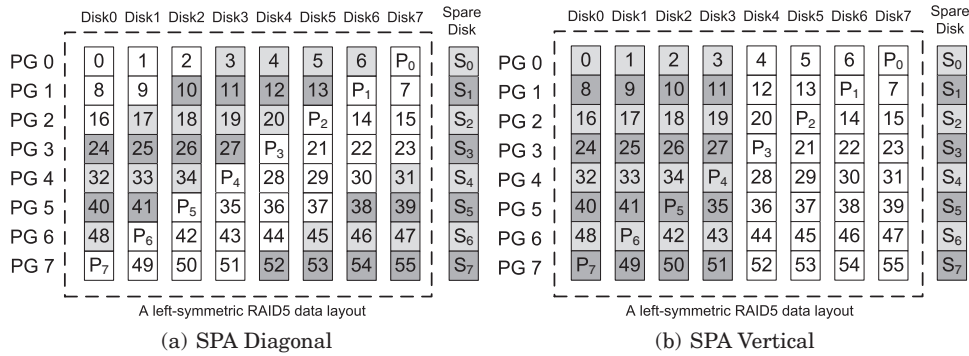 Disk0 Disk1 Disk2 Disk3 Disk4 Disk5 Disk6 Disk7 Spare Disk
PG 0 0 1 2 3 4 5 6 P0 S0
PG 1 8 9 10 11 12 13 P1 7 S1
PG 2 16 17 18 19 20 P2 14 15 S2
PG 3 24 25 26 27 P3 21 22 23 S3
PG 4 32 33 34 P4 28 29 30 31 S4
PG 5 40 41 P5 35 36 37 38 39 S5
PG 6 48 P6 42 43 44 45 46 47 S6
PG 7 P7 49 50 51 52 53 54 55 S7
A left-symmetric RAID5 data layout
(a) SPA Diagonal
Disk0 Disk1 Disk2 Disk3 Disk4 Disk5 Disk6 Disk7 Spare Disk
PG 0 0 1 2 3 4 5 6 P0 S0
PG 1 8 9 10 11 12 13 P1 7 S1
PG 2 16 17 18 19 20 P2 14 15 S2
PG 3 24 25 26 27 P3 21 22 23 S3
PG 4 32 33 34 P4 28 29 30 31 S4
PG 5 40 41 P5 35 36 37 38 39 S5
PG 6 48 P6 42 43 44 45 46 47 S6
PG 7 P7 49 50 51 52 53 54 55 S7
A left-symmetric RAID5 data layout
(b) SPA Vertical